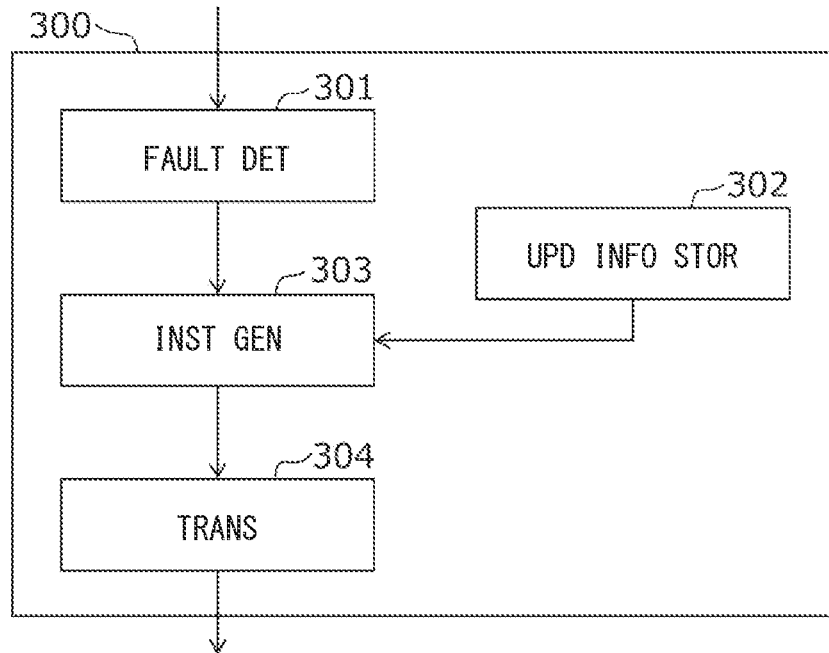 300
301
FAULT DET
302
UPD INFO STOR
303
INST GEN
304
TRANS